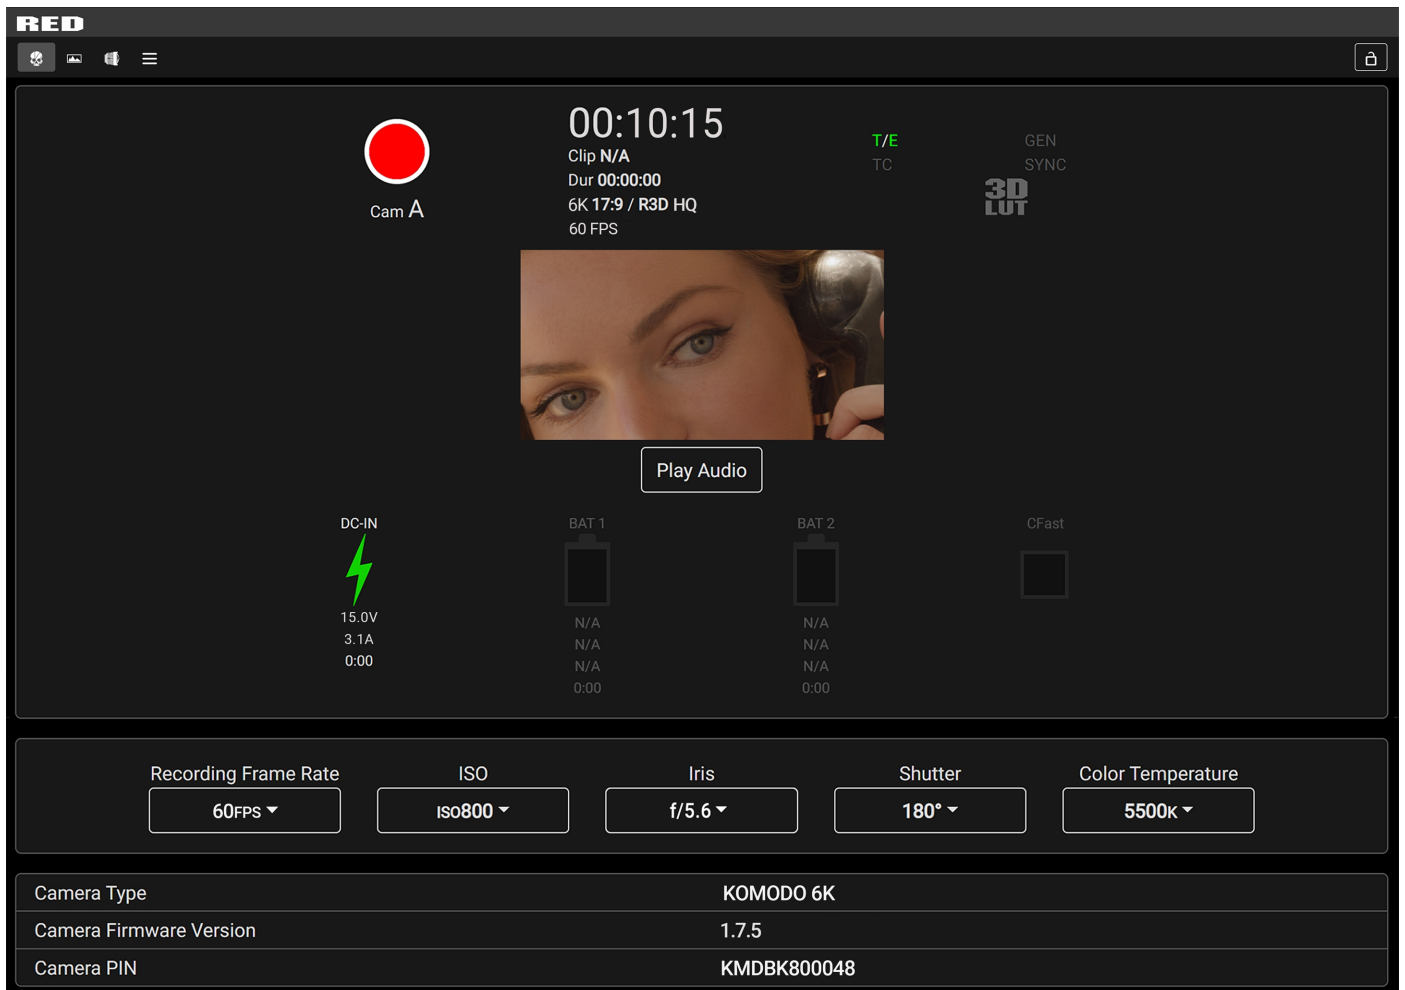 RED
00:10:15
Clip N/A
Dur 00:00:00
6K 17:9 / R3D HQ
60 FPS
Cam A
T/E
TC
GEN
SYNC
3D
LUT
Play Audio
DC-IN
15.0V
3.1A
0:00
BAT 1
N/A
N/A
N/A
0:00
BAT 2
N/A
N/A
N/A
0:00
CFast
Recording Frame Rate
60FPS
ISO
ISO800
Iris
f/5.6
Shutter
180°
Color Temperature
5500K
Camera Type KOMODO 6K
Camera Firmware Version 1.7.5
Camera PIN KMDBK800048